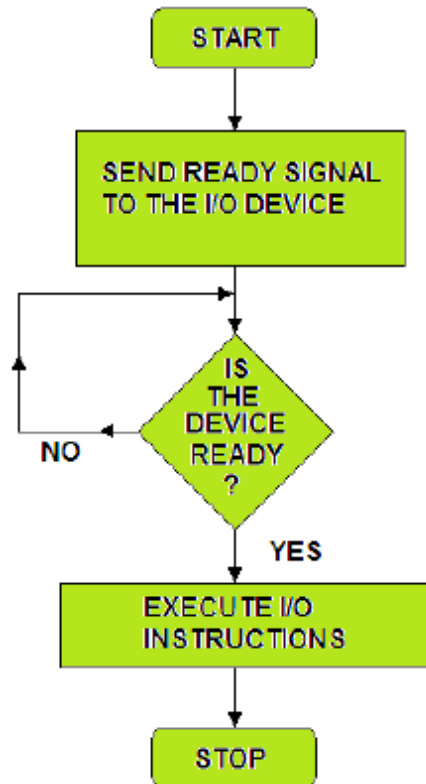 START
SEND READY SIGNAL
TO THE I/O DEVICE
IS
THE
DEVICE
READY
?
NO
YES
EXECUTE I/O
INSTRUCTIONS
STOP